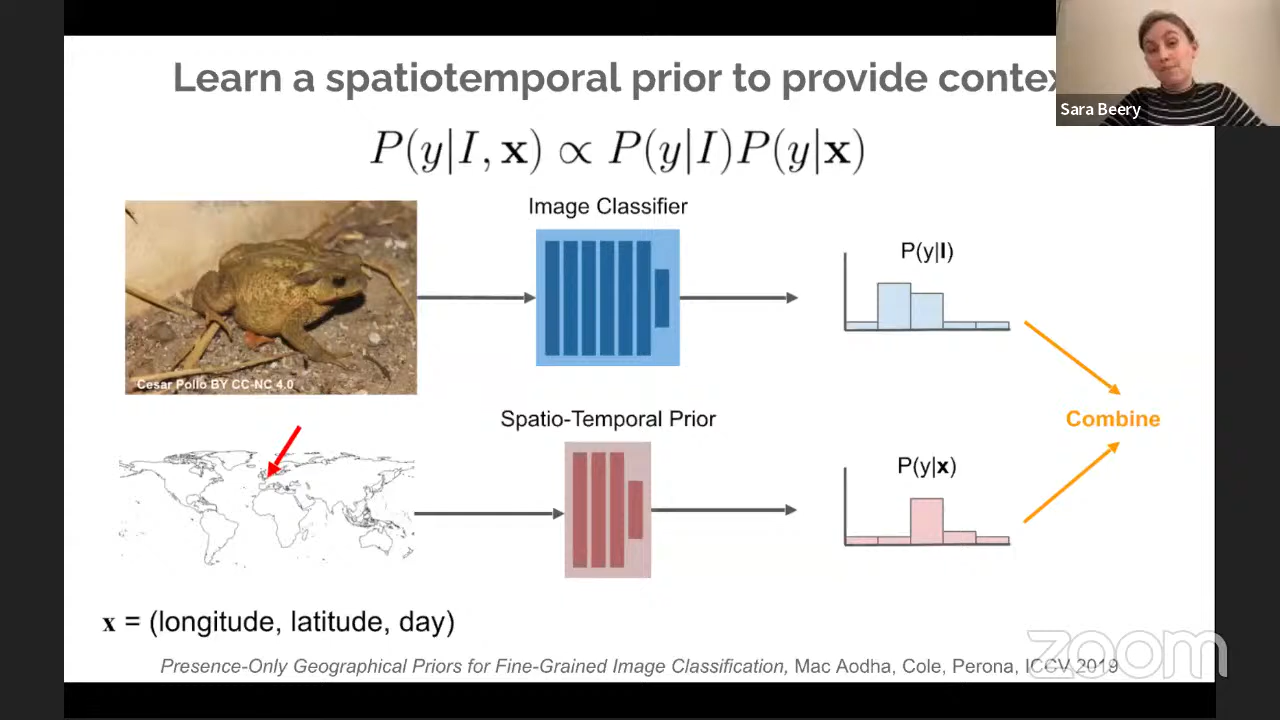 Learn a spatiotemporal prior to provide contex
Sara Beery
P(y|I, x) ∝ P(y|I)P(y|x)
Image Classifier
P(y|I)
Cesar Pollo BY CC-NC 4.0
Spatio-Temporal Prior
Combine
P(y|x)
x = (longitude, latitude, day)
zoom
Presence-Only Geographical Priors for Fine-Grained Image Classification, Mac Aodha, Cole, Perona, ICCV 2019